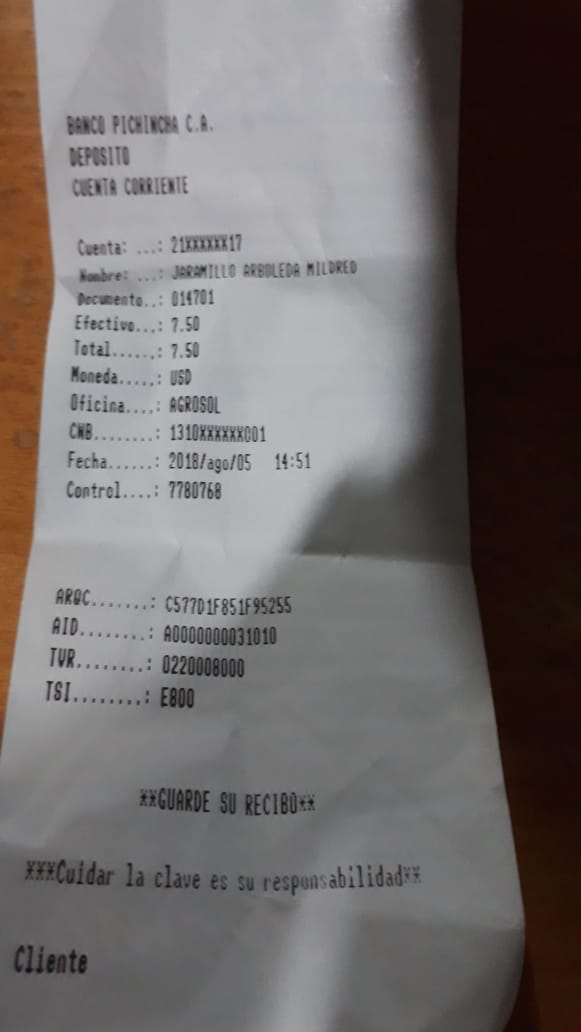 BANCO PICHINCHA C.A.
DEPOSITO
CUENTA CORRIENTE
Cuenta: ...: 21XXXXXX17
Nombre: ...: JARAMILLO ARBOLEDA MILDRED
Documento..: 014701
Efectivo...: 7.50
Total......: 7.50
Moneda.....: USD
Oficina....: AGROSOL
CNB........: 1310XXXXXX001
Fecha......: 2018/ago/05 14:51
Control....: 7780768
ARQC.......: C577D1F851F95255
AID........: A0000000031010
TVR........: 0220008000
TSI........: E800
**GUARDE SU RECIBO**
***Cuidar la clave es su responsabilidad**
Cliente